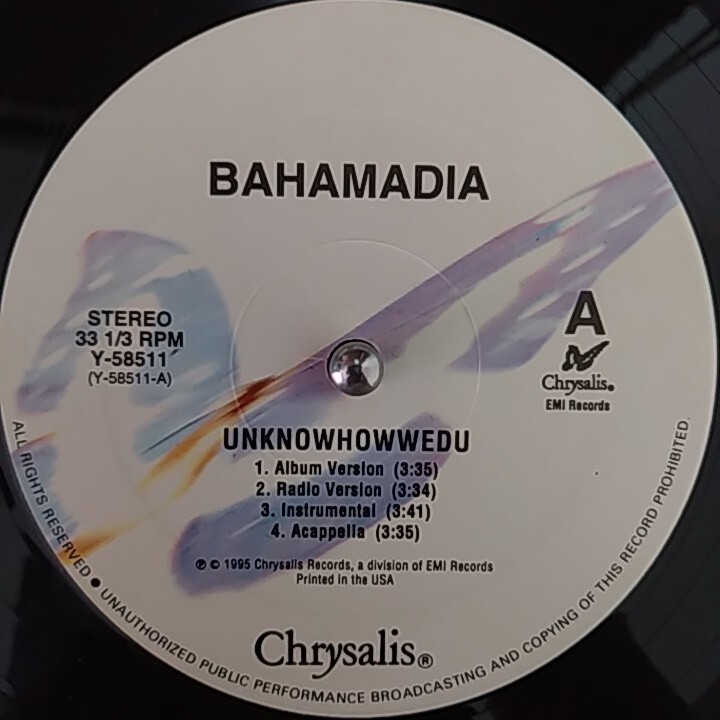 BAHAMADIA
STEREO
33 1/3 RPM
Y-58511
(Y-58511-A)
A
Chrysalis®
EMI Records
UNKNOWHOWWEDU
1. Album Version (3:35)
2. Radio Version (3:34)
3. Instrumental (3:41)
4. Acappella (3:35)
℗ © 1995 Chrysalis Records, a division of EMI Records
Printed in the USA
Chrysalis®
ALL RIGHTS RESERVED ● UNAUTHORIZED PUBLIC PERFORMANCE BROADCASTING AND COPYING OF THIS RECORD PROHIBITED.